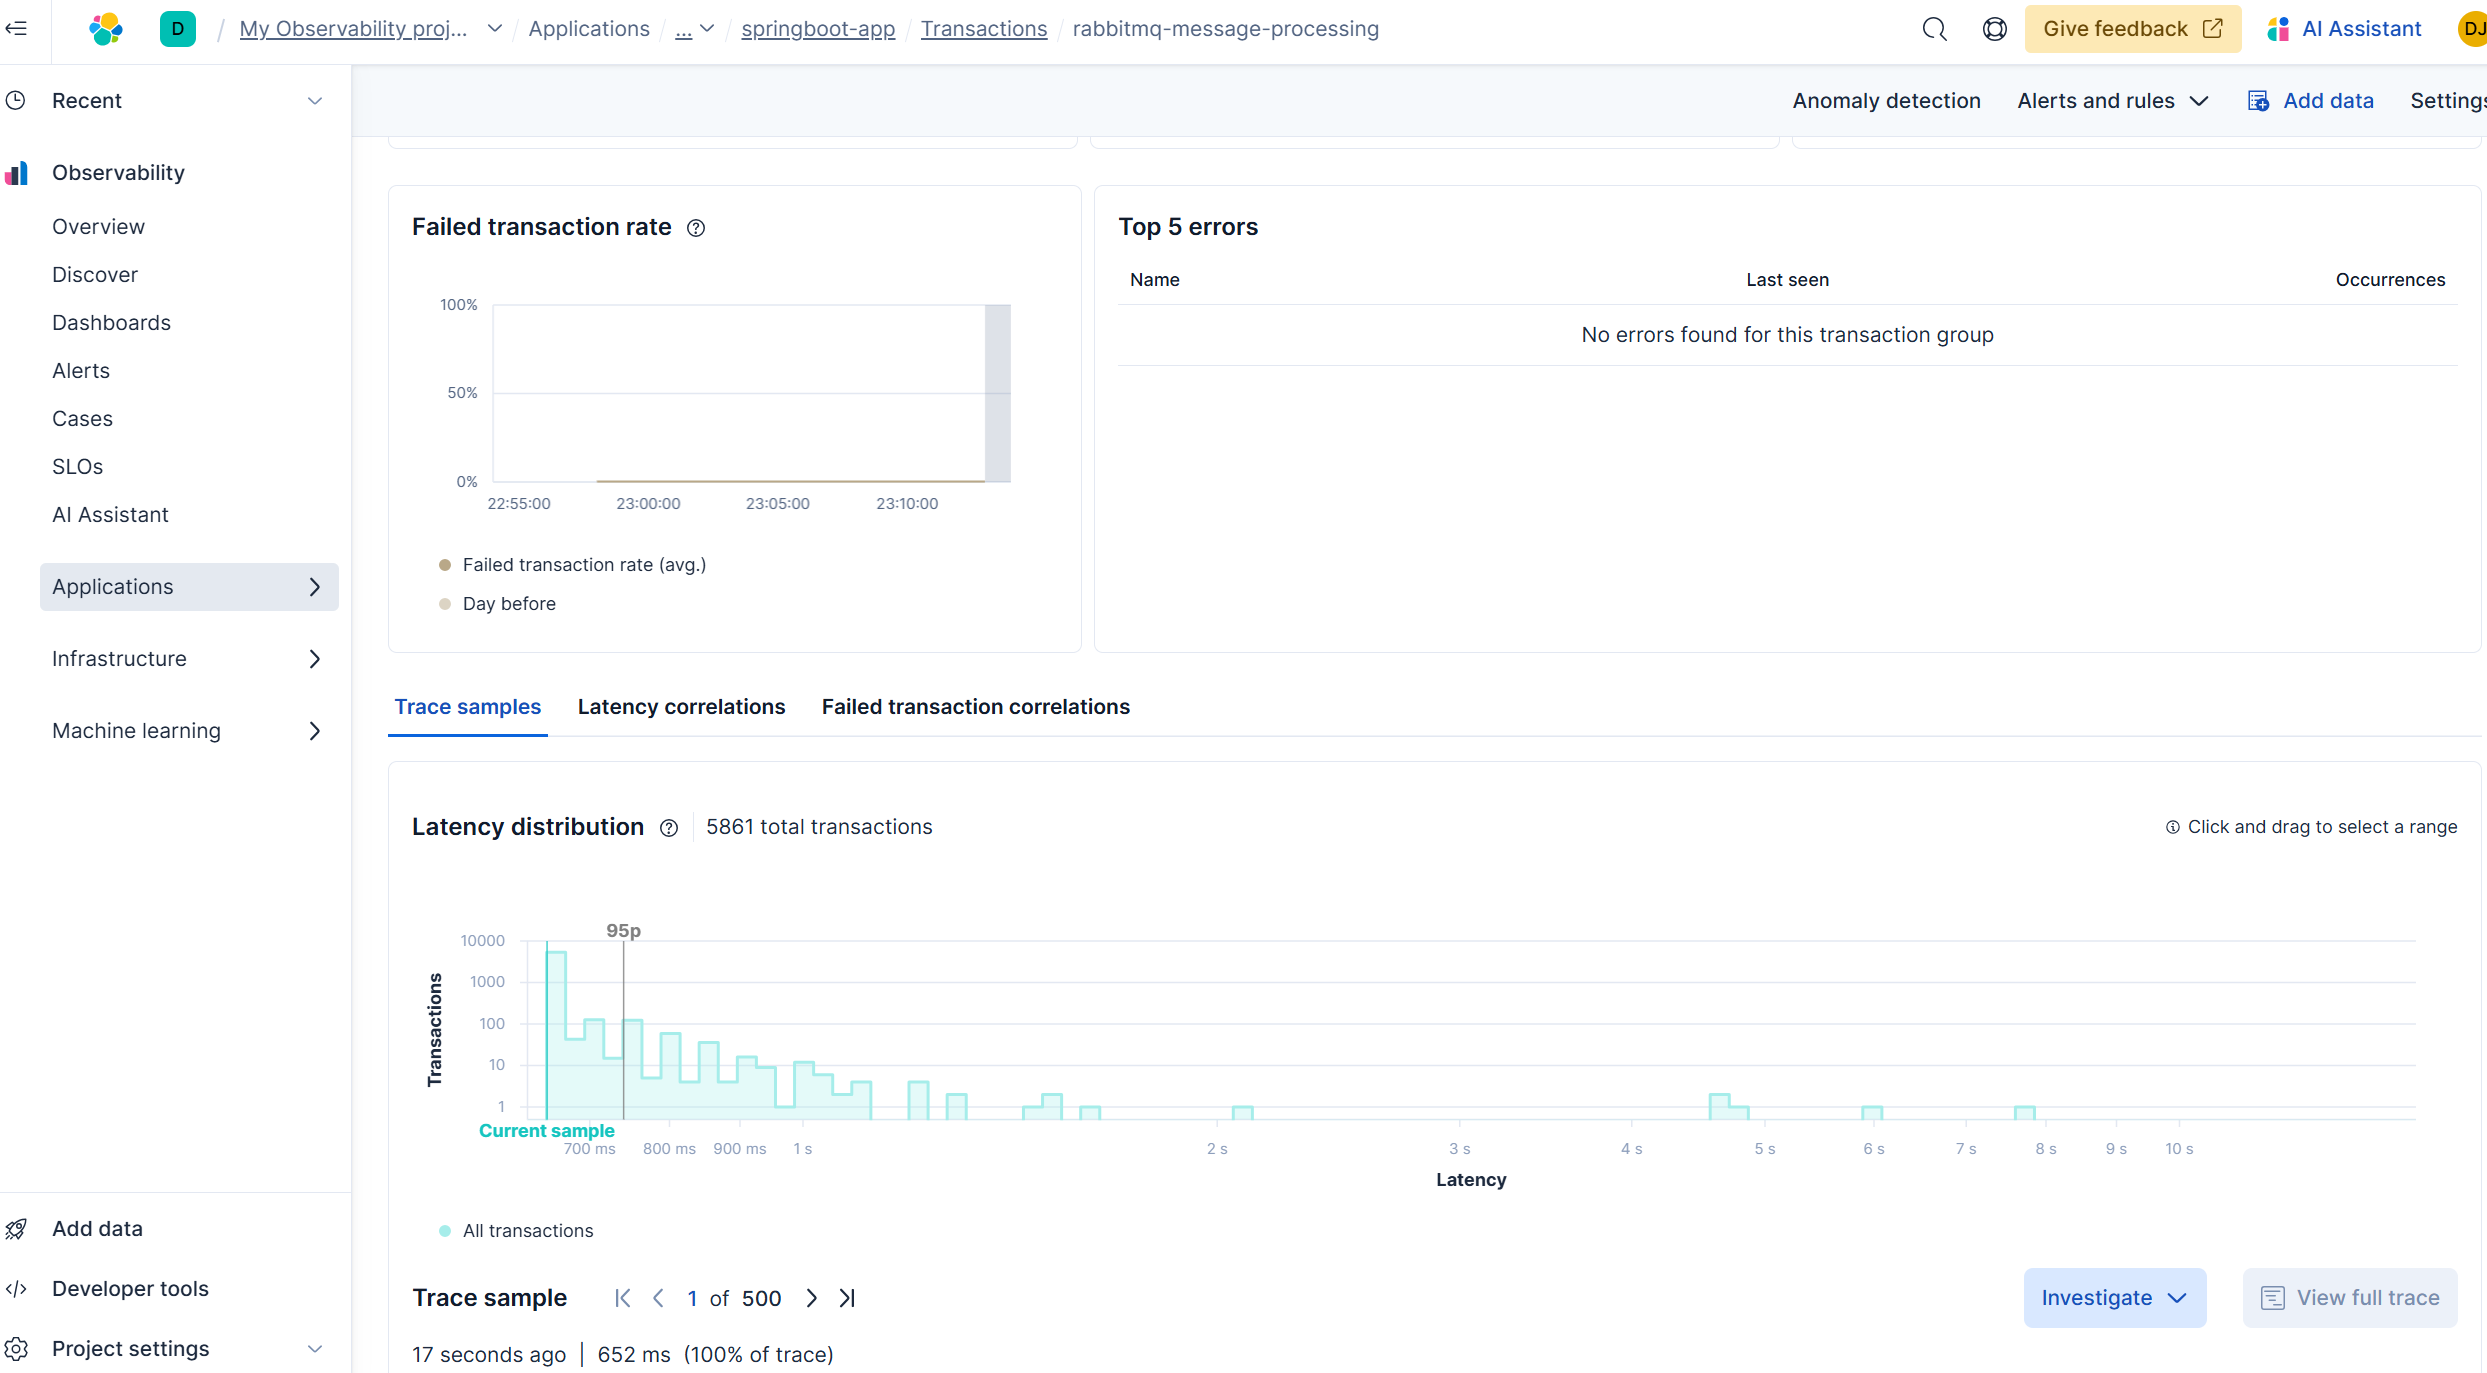 D / My Observability proj... / Applications / ... / springboot-app / Transactions / rabbitmq-message-processing
Give feedback
AI Assistant
DJ
Recent
Observability
Overview
Discover
Dashboards
Alerts
Cases
SLOs
AI Assistant
Applications
Infrastructure
Machine learning
Add data
Developer tools
Project settings
Anomaly detection
Alerts and rules
Add data
Settings
Failed transaction rate
100%
50%
0%
22:55:00 23:00:00 23:05:00 23:10:00
Failed transaction rate (avg.)
Day before
Top 5 errors
Name Last seen Occurrences
No errors found for this transaction group
Trace samples Latency correlations Failed transaction correlations
Latency distribution 5861 total transactions
Click and drag to select a range
95p
Transactions
10000
1000
100
10
1
Current sample
700 ms 800 ms 900 ms 1 s 2 s 3 s 4 s 5 s 6 s 7 s 8 s 9 s 10 s
Latency
All transactions
Trace sample 1 of 500
Investigate
View full trace
17 seconds ago | 652 ms (100% of trace)